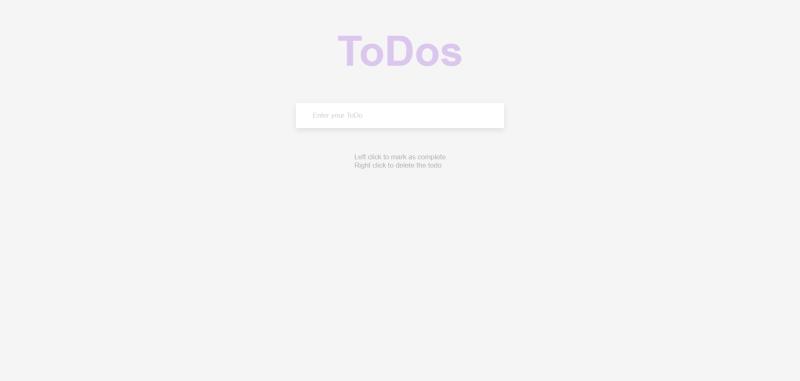 ToDos
Enter your ToDo
Left click to mark as complete
Right click to delete the todo